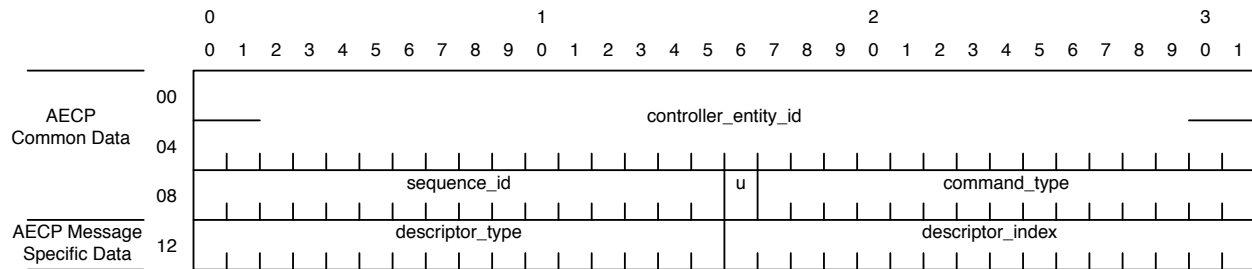 0 1 2 3
0 1 2 3 4 5 6 7 8 9 0 1 2 3 4 5 6 7 8 9 0 1 2 3 4 5 6 7 8 9 0 1
00
AECP
Common Data
controller_entity_id
04
sequence_id u command_type
08
AECP Message
Specific Data
descriptor_type descriptor_index
12